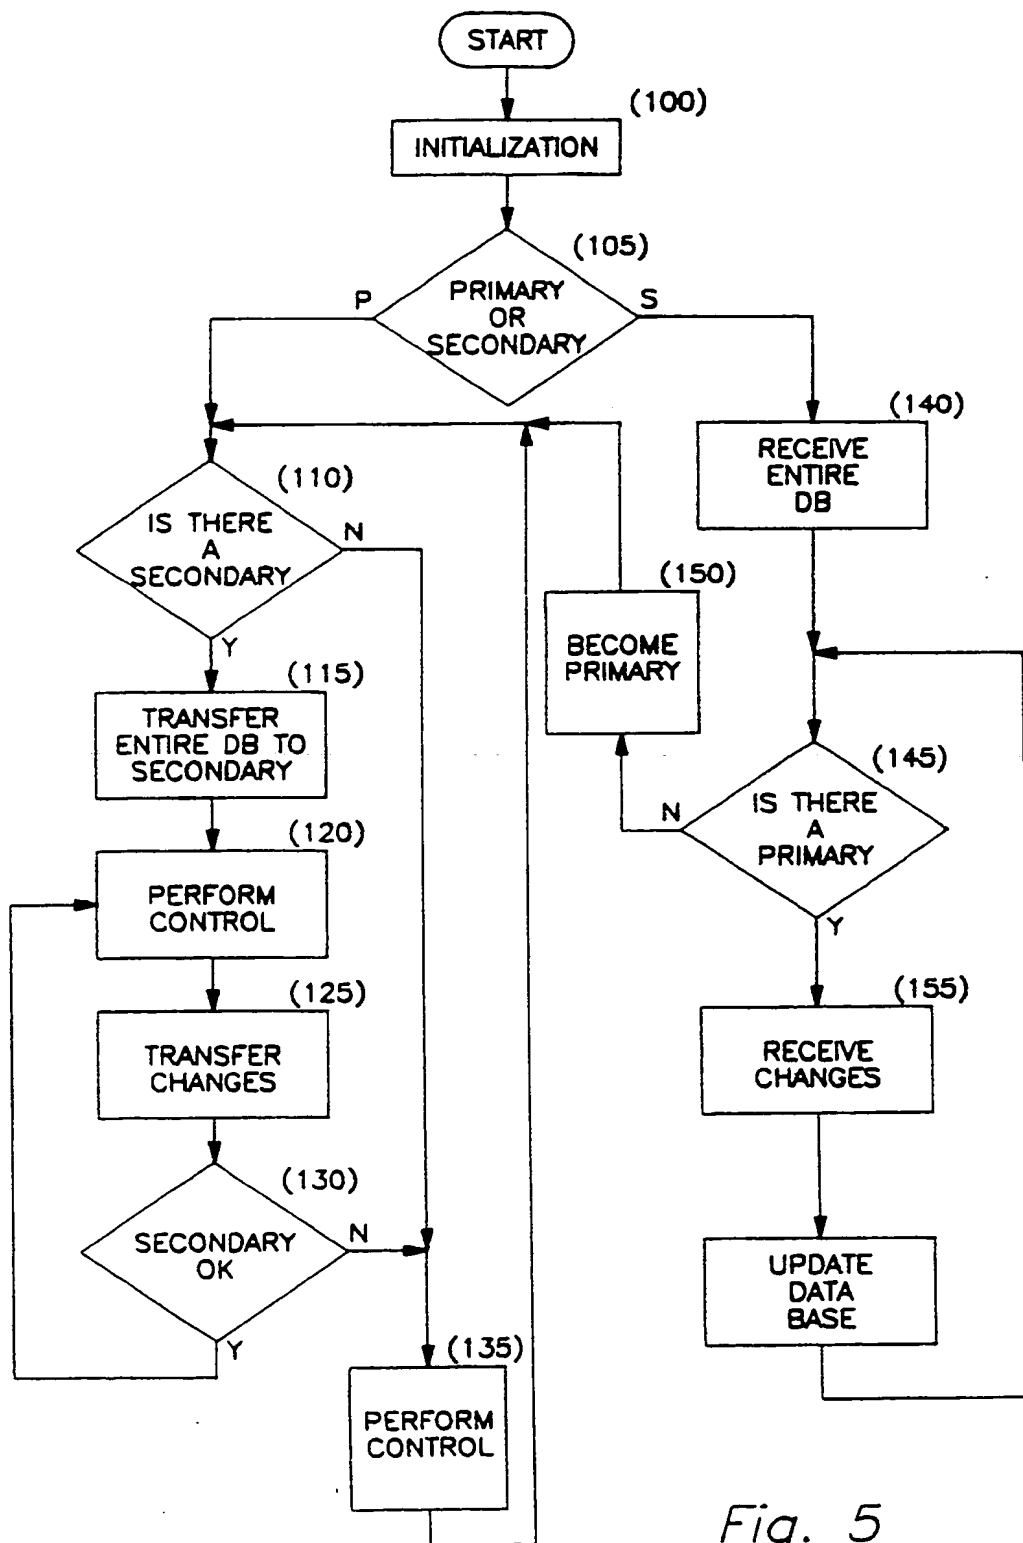 START
(100)
INITIALIZATION
(105)
P
PRIMARY
OR
SECONDARY
S
(110)
IS THERE
A
SECONDARY
N
Y
(115)
TRANSFER
ENTIRE DB TO
SECONDARY
(120)
PERFORM
CONTROL
(125)
TRANSFER
CHANGES
(130)
SECONDARY
OK
N
Y
(135)
PERFORM
CONTROL
(140)
RECEIVE
ENTIRE
DB
(150)
BECOME
PRIMARY
(145)
IS THERE
A
PRIMARY
N
Y
(155)
RECEIVE
CHANGES
UPDATE
DATA
BASE
Fig. 5